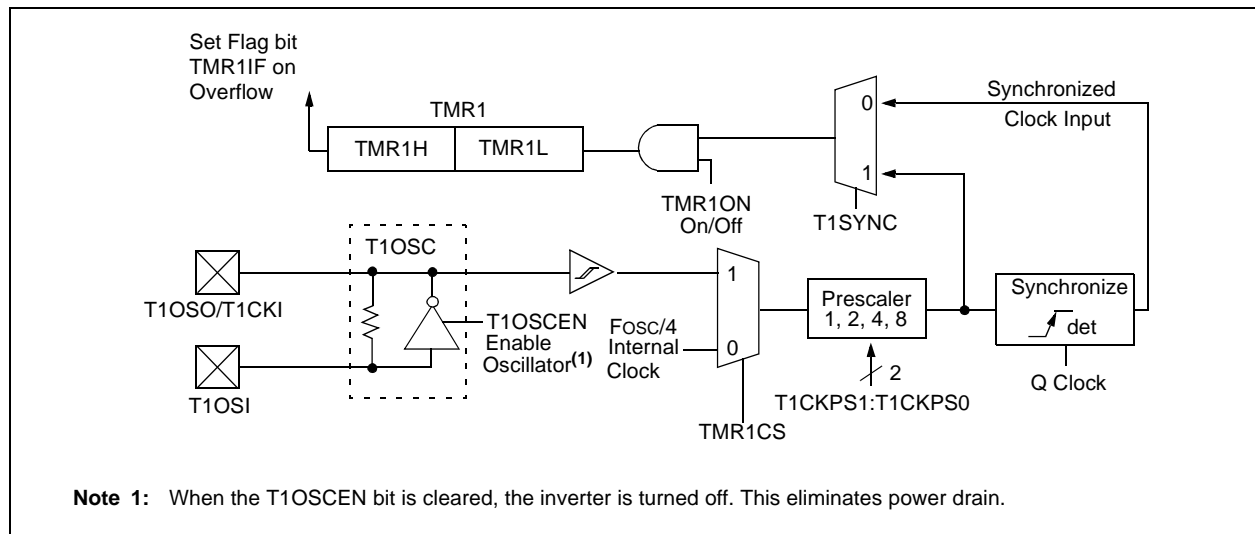 Set Flag bit
TMR1IF on
Overflow
TMR1
TMR1H
TMR1L
TMR1ON
On/Off
0
1
T1SYNC
Synchronized
Clock Input
T1OSC
T1OSO/T1CKI
T1OSI
T1OSCEN
Enable
Oscillator(1)
FOSC/4
Internal
Clock
1
0
TMR1CS
Prescaler
1, 2, 4, 8
2
T1CKPS1:T1CKPS0
Synchronize
det
Q Clock
Note 1: When the T1OSCEN bit is cleared, the inverter is turned off. This eliminates power drain.